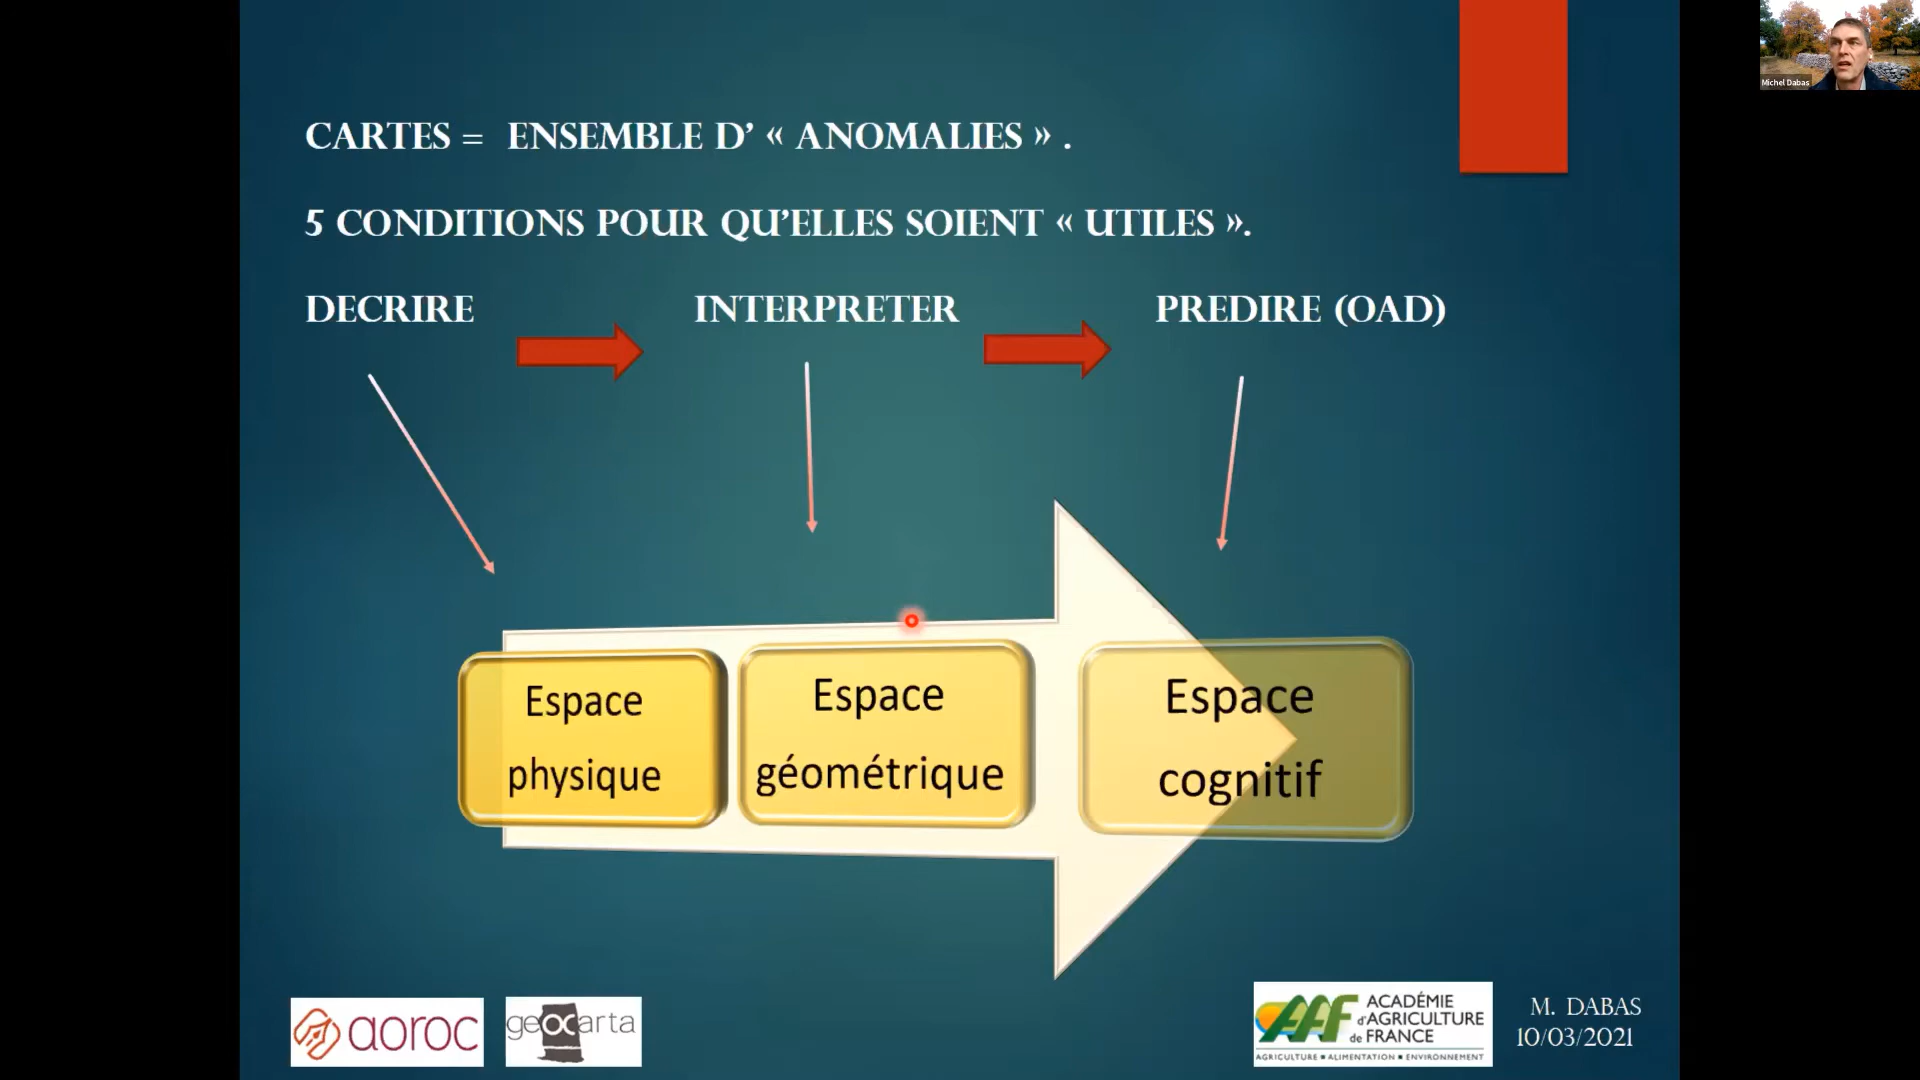 CARTES = ENSEMBLE D' « ANOMALIES » .
5 CONDITIONS POUR QU'ELLES SOIENT « UTILES ».
DECRIRE
INTERPRETER
PREDIRE (OAD)
Espace
physique
Espace
géométrique
Espace
cognitif
aoroc
geocarta
AAF ACADÉMIE
d'AGRICULTURE
de FRANCE
AGRICULTURE ■ ALIMENTATION ■ ENVIRONNEMENT
M. DABAS
10/03/2021
Michel Dabas